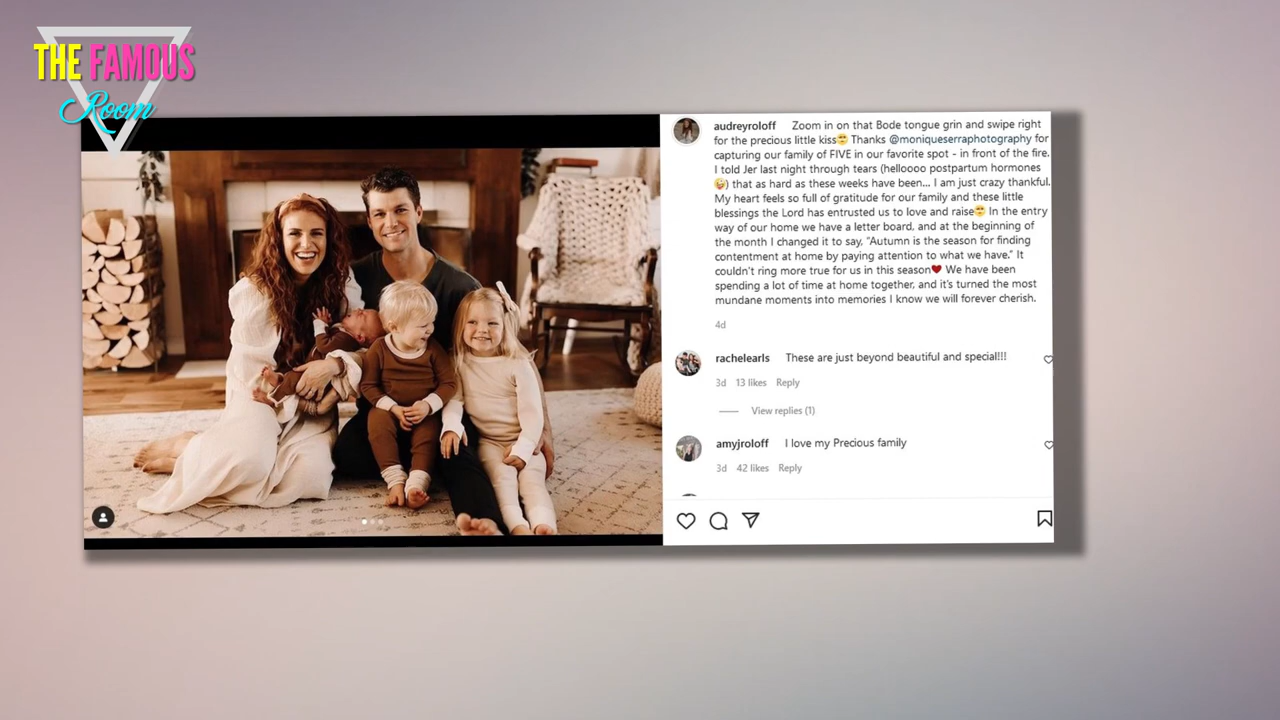 THE FAMOUS
Room
audreyroloff Zoom in on that Bode tongue grin and swipe right
for the precious little kiss😇 Thanks @moniqueserraphotography for
capturing our family of FIVE in our favorite spot - in front of the fire.
I told Jer last night through tears (helloooo postpartum hormones
🤪) that as hard as these weeks have been... I am just crazy thankful.
My heart feels so full of gratitude for our family and these little
blessings the Lord has entrusted us to love and raise😇 In the entry
way of our home we have a letter board, and at the beginning of
the month I changed it to say, "Autumn is the season for finding
contentment at home by paying attention to what we have." It
couldn't ring more true for us in this season❤️ We have been
spending a lot of time at home together, and it's turned the most
mundane moments into memories I know we will forever cherish.
4d
rachelearls These are just beyond beautiful and special!!!
3d 13 likes Reply
View replies (1)
amyjroloff I love my Precious family
3d 42 likes Reply